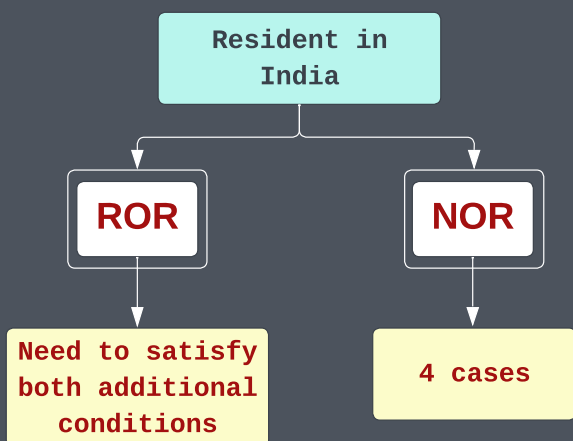 Resident in
India
ROR
NOR
Need to satisfy
both additional
conditions
4 cases